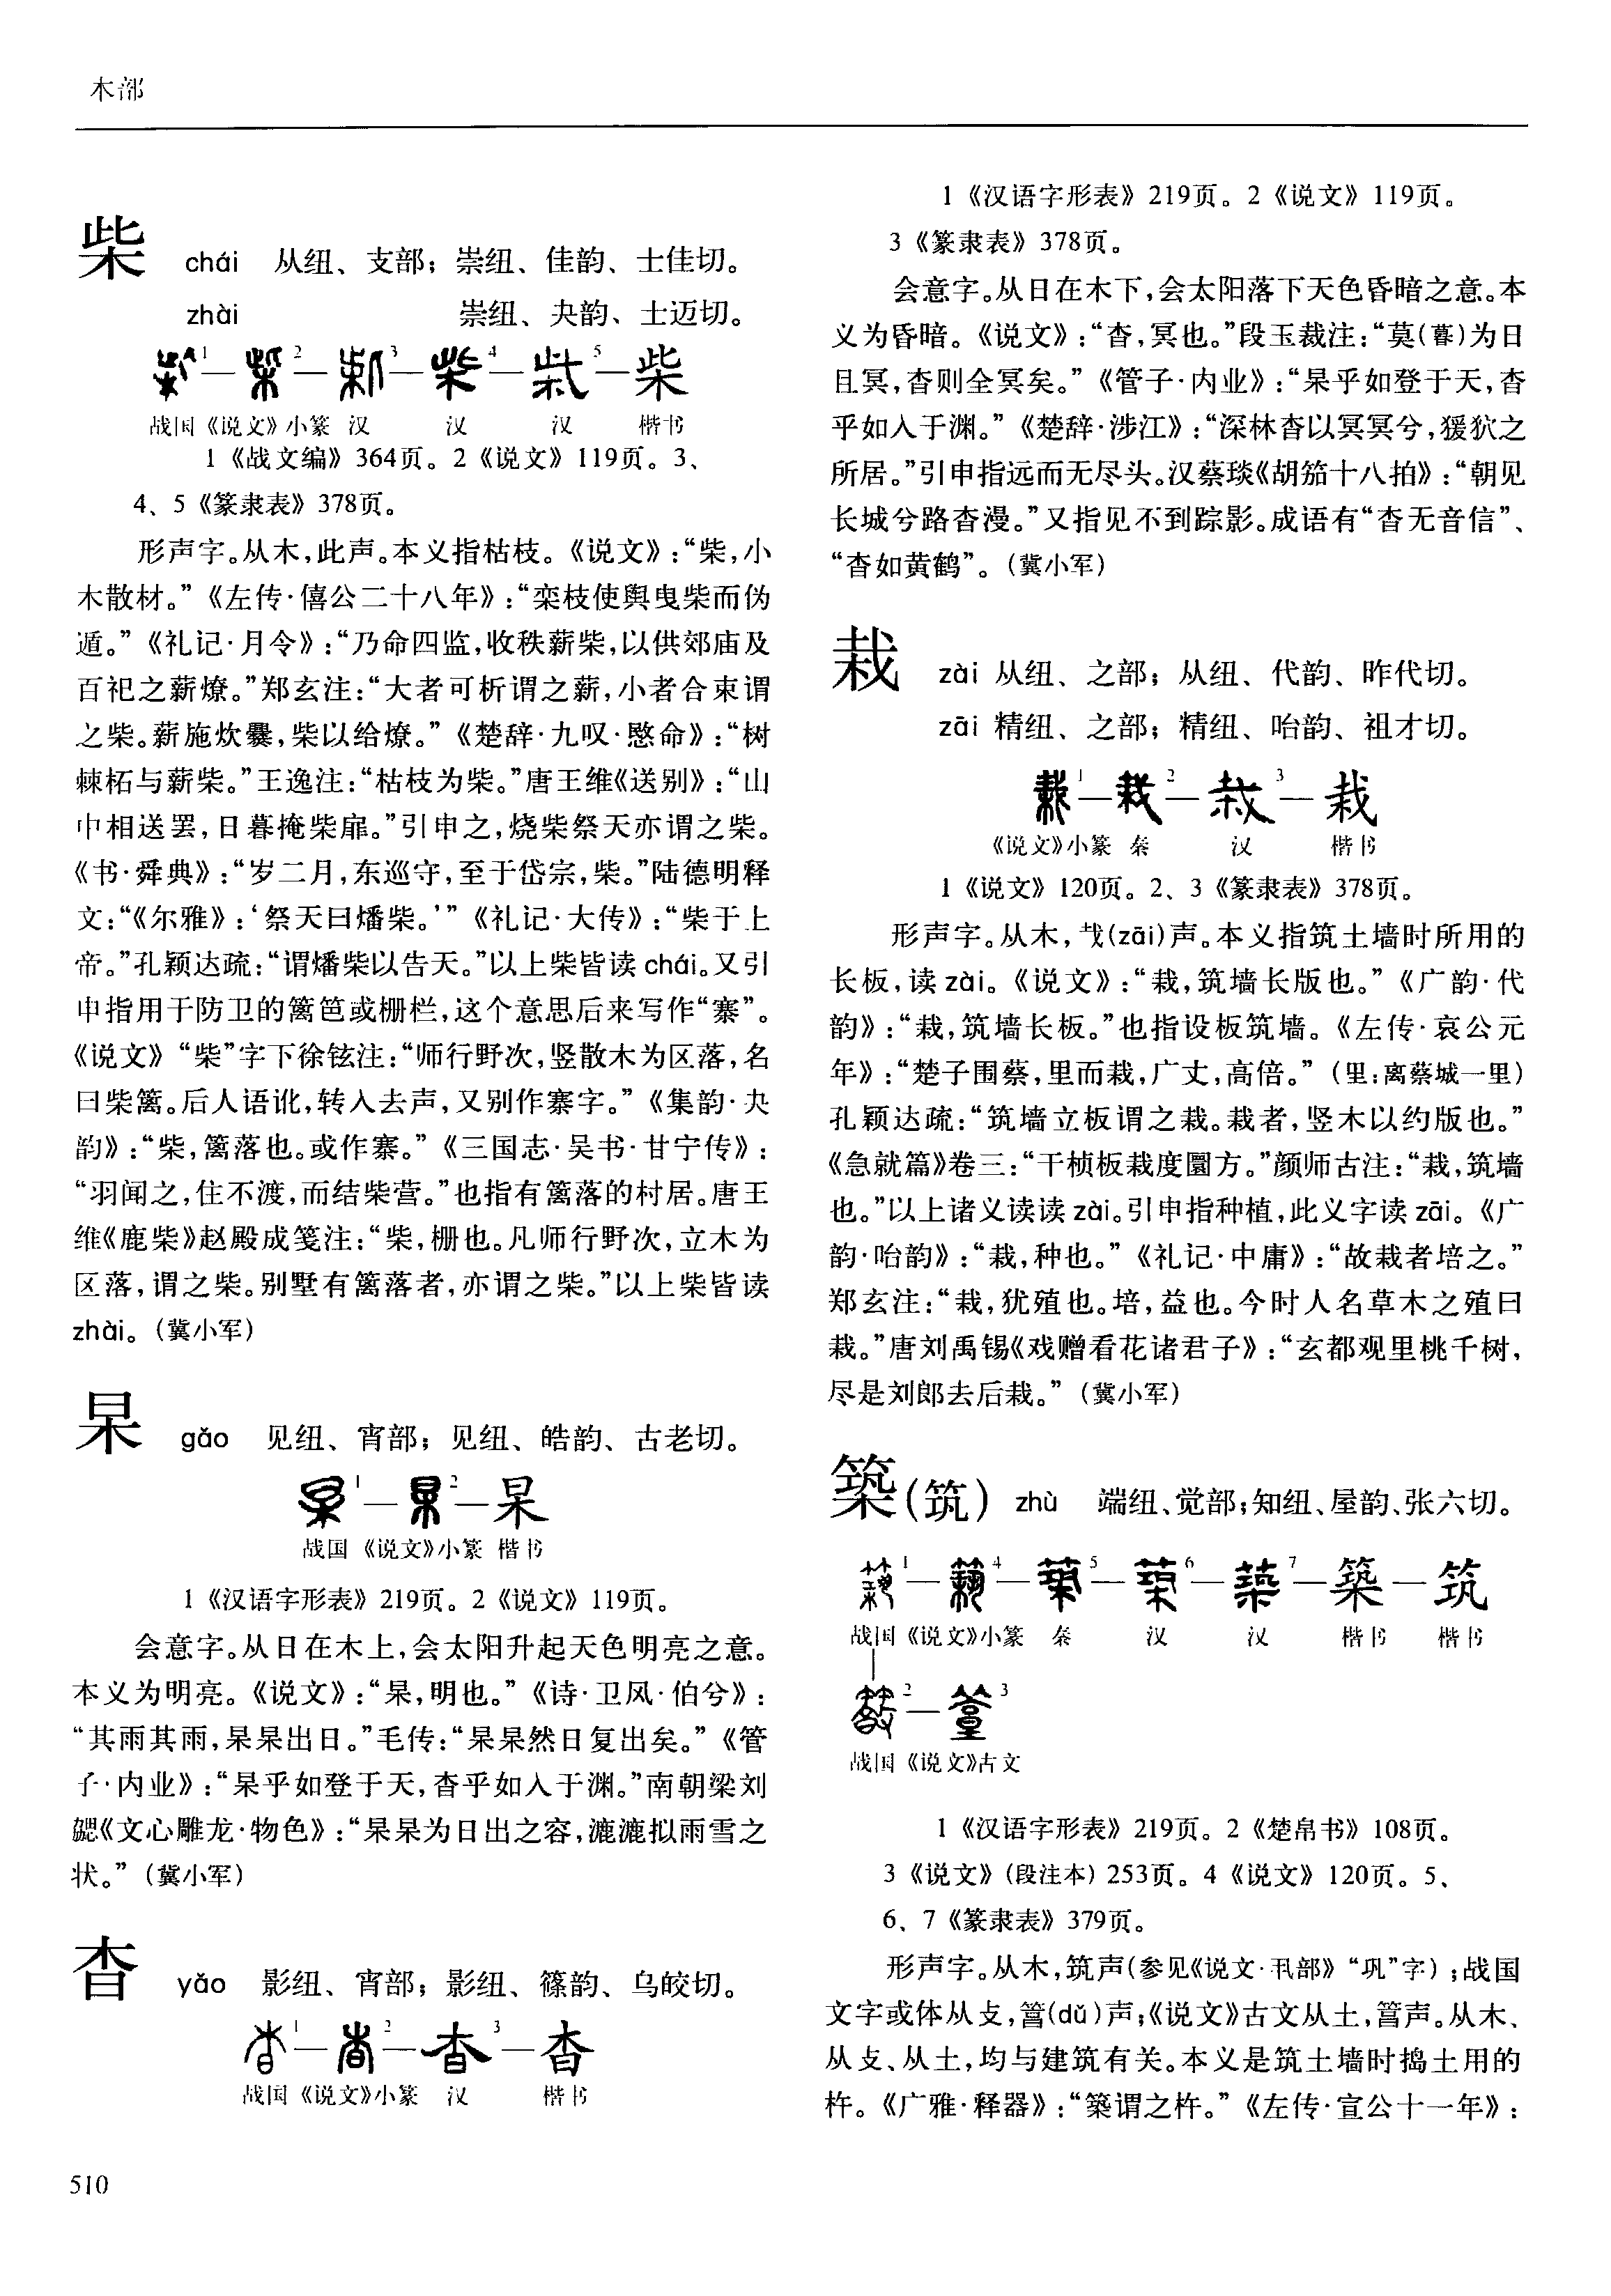 木部
柴 chái 从纽、支部；崇纽、佳韵、士佳切。
zhài 崇纽、夬韵、士迈切。
1—2—3—4—5—柴
战国《说文》小篆 汉 汉 汉 楷书
1《战文编》364页。2《说文》119页。3、
4、5《篆隶表》378页。
形声字。从木，此声。本义指枯枝。《说文》：“柴，小
木散材。”《左传·僖公二十八年》：“栾枝使舆曳柴而伪
遁。”《礼记·月令》：“乃命四监，收秩薪柴，以供郊庙及
百祀之薪燎。”郑玄注：“大者可析谓之薪，小者合束谓
之柴。薪施炊爨，柴以给燎。”《楚辞·九叹·愍命》：“树
棘柘与薪柴。”王逸注：“枯枝为柴。”唐王维《送别》：“山
中相送罢，日暮掩柴扉。”引申之，烧柴祭天亦谓之柴。
《书·舜典》：“岁二月，东巡守，至于岱宗，柴。”陆德明释
文：“《尔雅》：‘祭天曰燔柴。’”《礼记·大传》：“柴于上
帝。”孔颖达疏：“谓燔柴以告天。”以上柴皆读chái。又引
申指用于防卫的篱笆或栅栏，这个意思后来写作“寨”。
《说文》“柴”字下徐铉注：“师行野次，竖散木为区落，名
曰柴篱。后人语讹，转入去声，又别作寨字。”《集韵·夬
韵》：“柴，篱落也。或作寨。”《三国志·吴书·甘宁传》：
“羽闻之，住不渡，而结柴营。”也指有篱落的村居。唐王
维《鹿柴》赵殿成笺注：“柴，栅也。凡师行野次，立木为
区落，谓之柴。别墅有篱落者，亦谓之柴。”以上柴皆读
zhài。（冀小军）
杲 gǎo 见纽、宵部；见纽、皓韵、古老切。
1—2—杲
战国《说文》小篆 楷书
1《汉语字形表》219页。2《说文》119页。
会意字。从日在木上，会太阳升起天色明亮之意。
本义为明亮。《说文》：“杲，明也。”《诗·卫风·伯兮》：
“其雨其雨，杲杲出日。”毛传：“杲杲然日复出矣。”《管
子·内业》：“杲乎如登于天，杳乎如入于渊。”南朝梁刘
勰《文心雕龙·物色》：“杲杲为日出之容，瀌瀌拟雨雪之
状。”（冀小军）
杳 yǎo 影纽、宵部；影纽、篠韵、乌皎切。
1—2—3—杳
战国《说文》小篆 汉 楷书
1《汉语字形表》219页。2《说文》119页。
3《篆隶表》378页。
会意字。从日在木下，会太阳落下天色昏暗之意。本
义为昏暗。《说文》：“杳，冥也。”段玉裁注：“莫(暮)为日
且冥，杳则全冥矣。”《管子·内业》：“杲乎如登于天，杳
乎如入于渊。”《楚辞·涉江》：“深林杳以冥冥兮，猨狖之
所居。”引申指远而无尽头。汉蔡琰《胡笳十八拍》：“朝见
长城兮路杳漫。”又指见不到踪影。成语有“杳无音信”、
“杳如黄鹤”。（冀小军）
栽 zài 从纽、之部；从纽、代韵、昨代切。
zāi 精纽、之部；精纽、咍韵、祖才切。
1—2—3—栽
《说文》小篆 秦 汉 楷书
1《说文》120页。2、3《篆隶表》378页。
形声字。从木，𢦏(zāi)声。本义指筑土墙时所用的
长板，读zài。《说文》：“栽，筑墙长版也。”《广韵·代
韵》：“栽，筑墙长板。”也指设板筑墙。《左传·哀公元
年》：“楚子围蔡，里而栽，广丈，高倍。”（里：离蔡城一里）
孔颖达疏：“筑墙立板谓之栽。栽者，竖木以约版也。”
《急就篇》卷三：“干桢板栽度圜方。”颜师古注：“栽，筑墙
也。”以上诸义读读zài。引申指种植，此义字读zāi。《广
韵·咍韵》：“栽，种也。”《礼记·中庸》：“故栽者培之。”
郑玄注：“栽，犹殖也。培，益也。今时人名草木之殖曰
栽。”唐刘禹锡《戏赠看花诸君子》：“玄都观里桃千树，
尽是刘郎去后栽。”（冀小军）
築(筑) zhù 端纽、觉部；知纽、屋韵、张六切。
1—4—5—6—7—築—筑
战国《说文》小篆 秦 汉 汉 楷书 楷书
2—3
战国《说文》古文
1《汉语字形表》219页。2《楚帛书》108页。
3《说文》(段注本)253页。4《说文》120页。5、
6、7《篆隶表》379页。
形声字。从木，筑声(参见《说文·丮部》“巩”字)；战国
文字或体从攴，䈞(dǔ)声；《说文》古文从土，䈞声。从木、
从攴、从土，均与建筑有关。本义是筑土墙时捣土用的
杵。《广雅·释器》：“築谓之杵。”《左传·宣公十一年》：
510